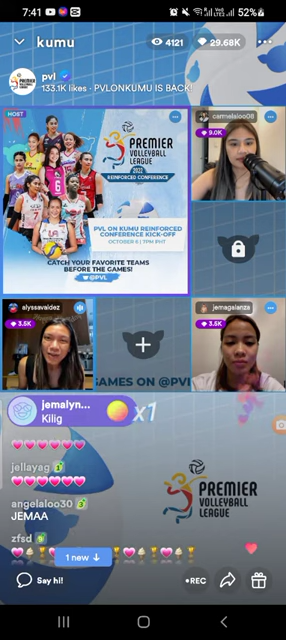 7:41
52%
kumu
4121
29.68K
pvl
133.1K likes · PVLONKUMU IS BACK!
HOST
PREMIER
VOLLEYBALL
LEAGUE
2022
REINFORCED CONFERENCE
PVL ON KUMU REINFORCED
CONFERENCE KICK-OFF
OCTOBER 6 | 7PM PHT
CATCH YOUR FAVORITE TEAMS
BEFORE THE GAMES!
@PVL
carmelaloo08
9.0K
alyssavaldez
3.5K
GAMES ON @PVL
jemagalanza
3.5K
jemalyn...
Kilig
x1
jellayag
angelaloo30
JEMAA
zfsd
1 new
PREMIER
VOLLEYBALL
LEAGUE
Say hi!
REC